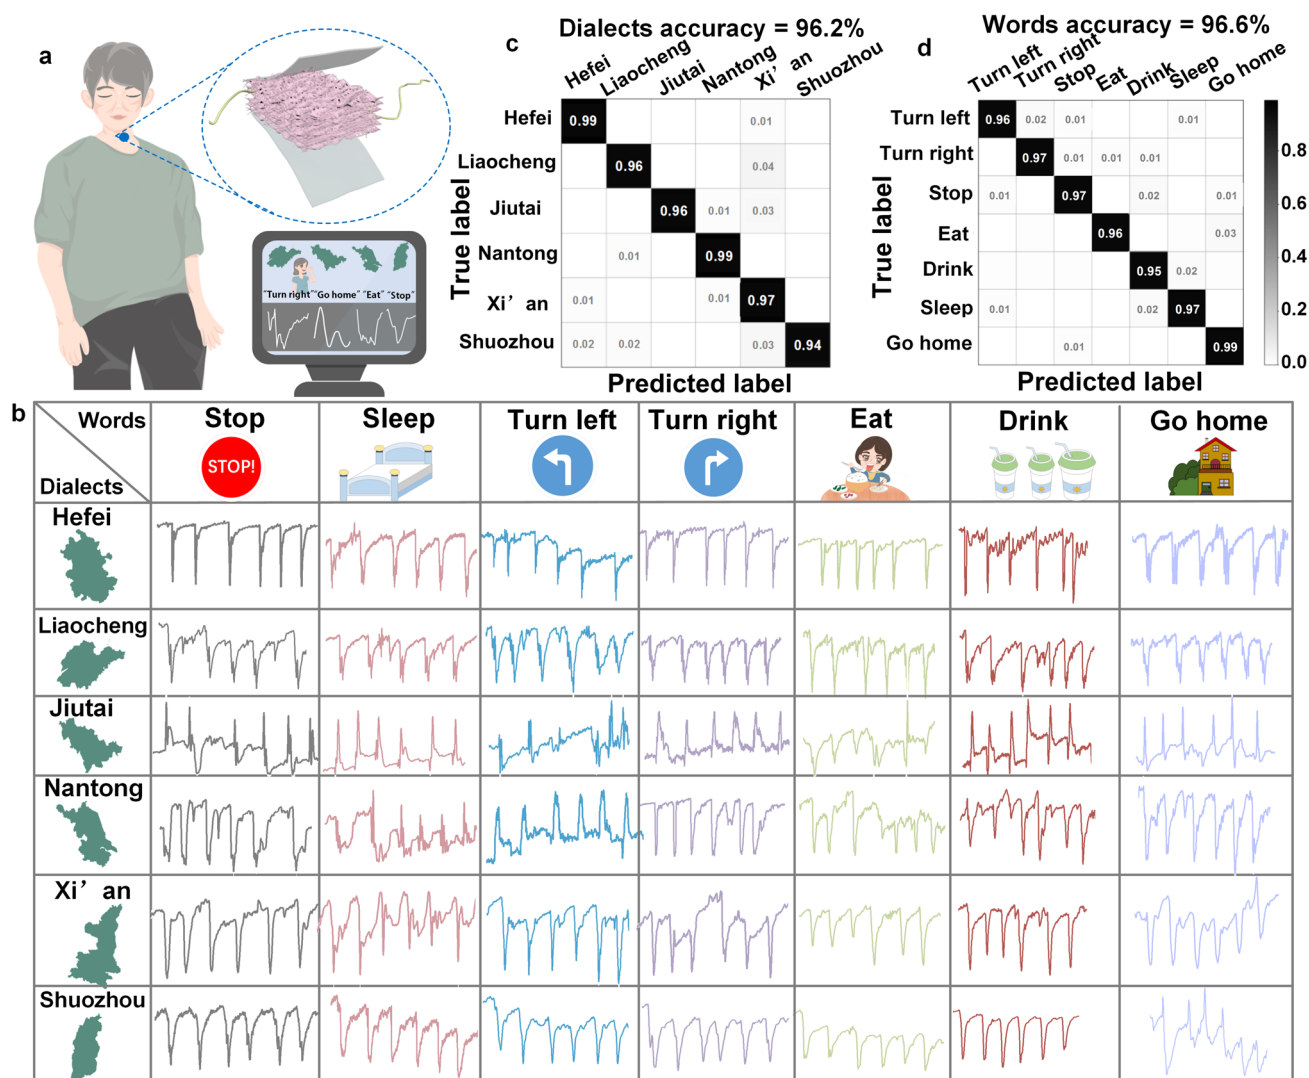 a
"Turn right" "Go home" "Eat" "Stop"
c
Dialects accuracy = 96.2%
Hefei Liaocheng Jiutai Nantong Xi’an Shuozhou
True label
Hefei 0.99 0.01
Liaocheng 0.96 0.04
Jiutai 0.96 0.01 0.03
Nantong 0.01 0.99
Xi’an 0.01 0.01 0.97
Shuozhou 0.02 0.02 0.03 0.94
Predicted label
d
Words accuracy = 96.6%
Turn left Turn right Stop Eat Drink Sleep Go home
True label
Turn left 0.96 0.02 0.01 0.01
Turn right 0.97 0.01 0.01 0.01
Stop 0.01 0.97 0.02 0.01
Eat 0.96 0.03
Drink 0.95 0.02
Sleep 0.01 0.02 0.97
Go home 0.01 0.99
Predicted label
0.8
0.6
0.4
0.2
0.0
b
Words
Dialects
Stop Sleep Turn left Turn right Eat Drink Go home
STOP!
Hefei
Liaocheng
Jiutai
Nantong
Xi’an
Shuozhou